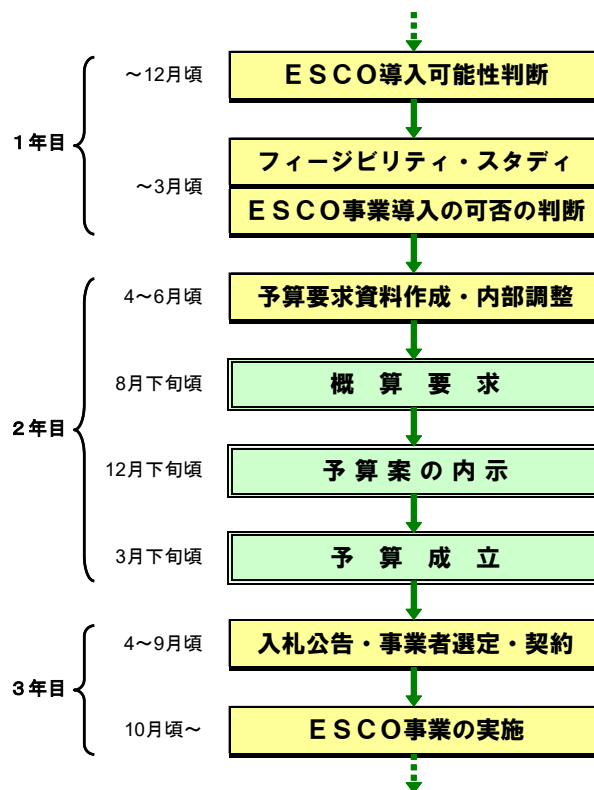 ~12月頃
ESCO導入可能性判断
1年目
フィージビリティ・スタディ
~3月頃
ESCO事業導入の可否の判断
4~6月頃
予算要求資料作成・内部調整
8月下旬頃
概算要求
2年目
12月下旬頃
予算案の内示
3月下旬頃
予算成立
4~9月頃
入札公告・事業者選定・契約
3年目
10月頃~
ESCO事業の実施